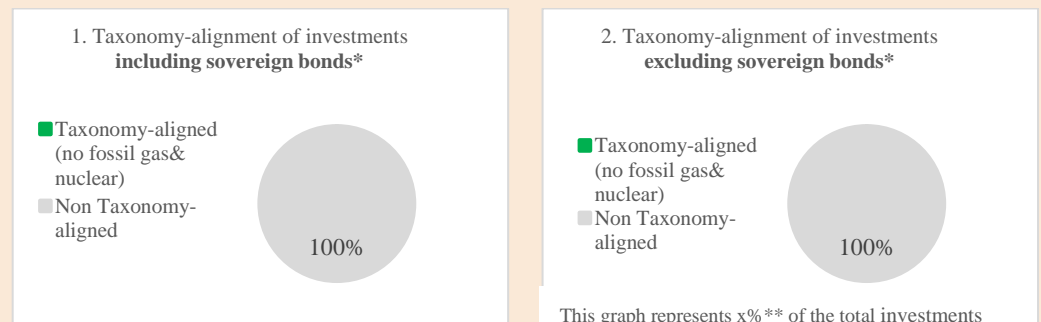 1. Taxonomy-alignment of investments
including sovereign bonds*
Taxonomy-aligned
(no fossil gas&
nuclear)
Non Taxonomy-
aligned
100%
2. Taxonomy-alignment of investments
excluding sovereign bonds*
Taxonomy-aligned
(no fossil gas&
nuclear)
Non Taxonomy-
aligned
100%
This graph represents x%** of the total investments